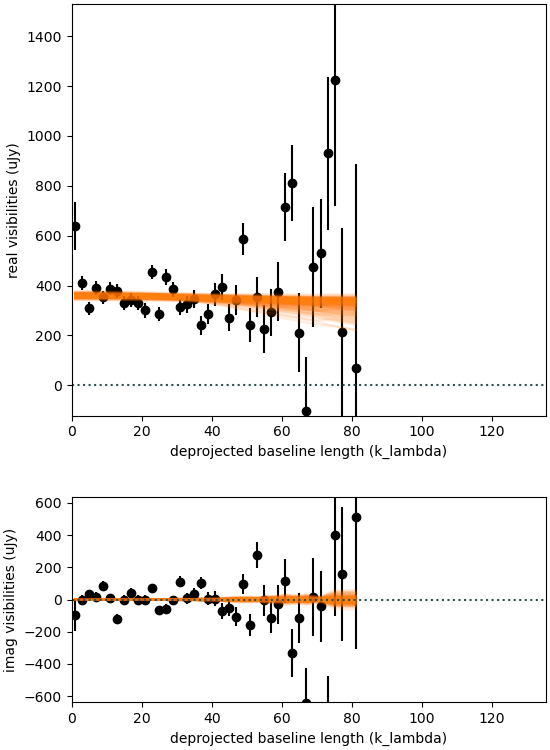 1400
1200
1000
800
600
400
200
0
real visibilities (uJy)
0 20 40 60 80 100 120
deprojected baseline length (k_lambda)
600
400
200
0
−200
−400
−600
imag visibilities (uJy)
0 20 40 60 80 100 120
deprojected baseline length (k_lambda)